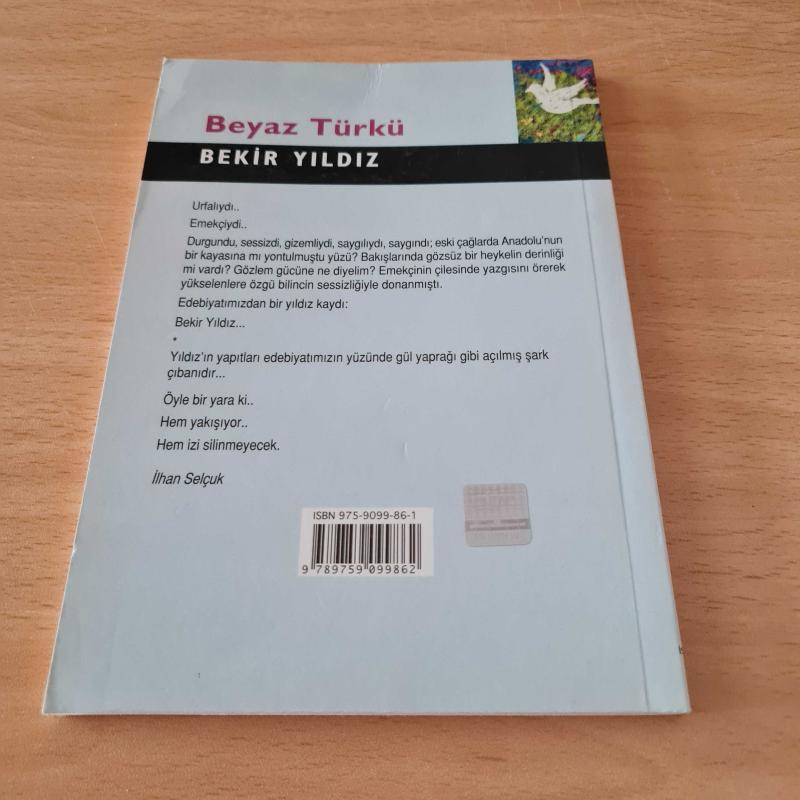 Beyaz Türkü
BEKİR YILDIZ
Urfalıydı..
Emekçiydi..
Durgundu, sessizdi, gizemliydi, saygılıydı, saygındı; eski çağlarda Anadolu'nun
bir kayasına mı yontulmuştu yüzü? Bakışlarında gözsüz bir heykelin derinliği
mi vardı? Gözlem gücüne ne diyelim? Emekçinin çilesinde yazgısını örerek
yükselenlere özgü bilincin sessizliğiyle donanmıştı.
Edebiyatımızdan bir yıldız kaydı:
Bekir Yıldız...
*
Yıldız'ın yapıtları edebiyatımızın yüzünde gül yaprağı gibi açılmış şark
çıbanıdır...
Öyle bir yara ki..
Hem yakışıyor..
Hem izi silinmeyecek.
İlhan Selçuk
ISBN 975-9099-86-1
9 789759 099862